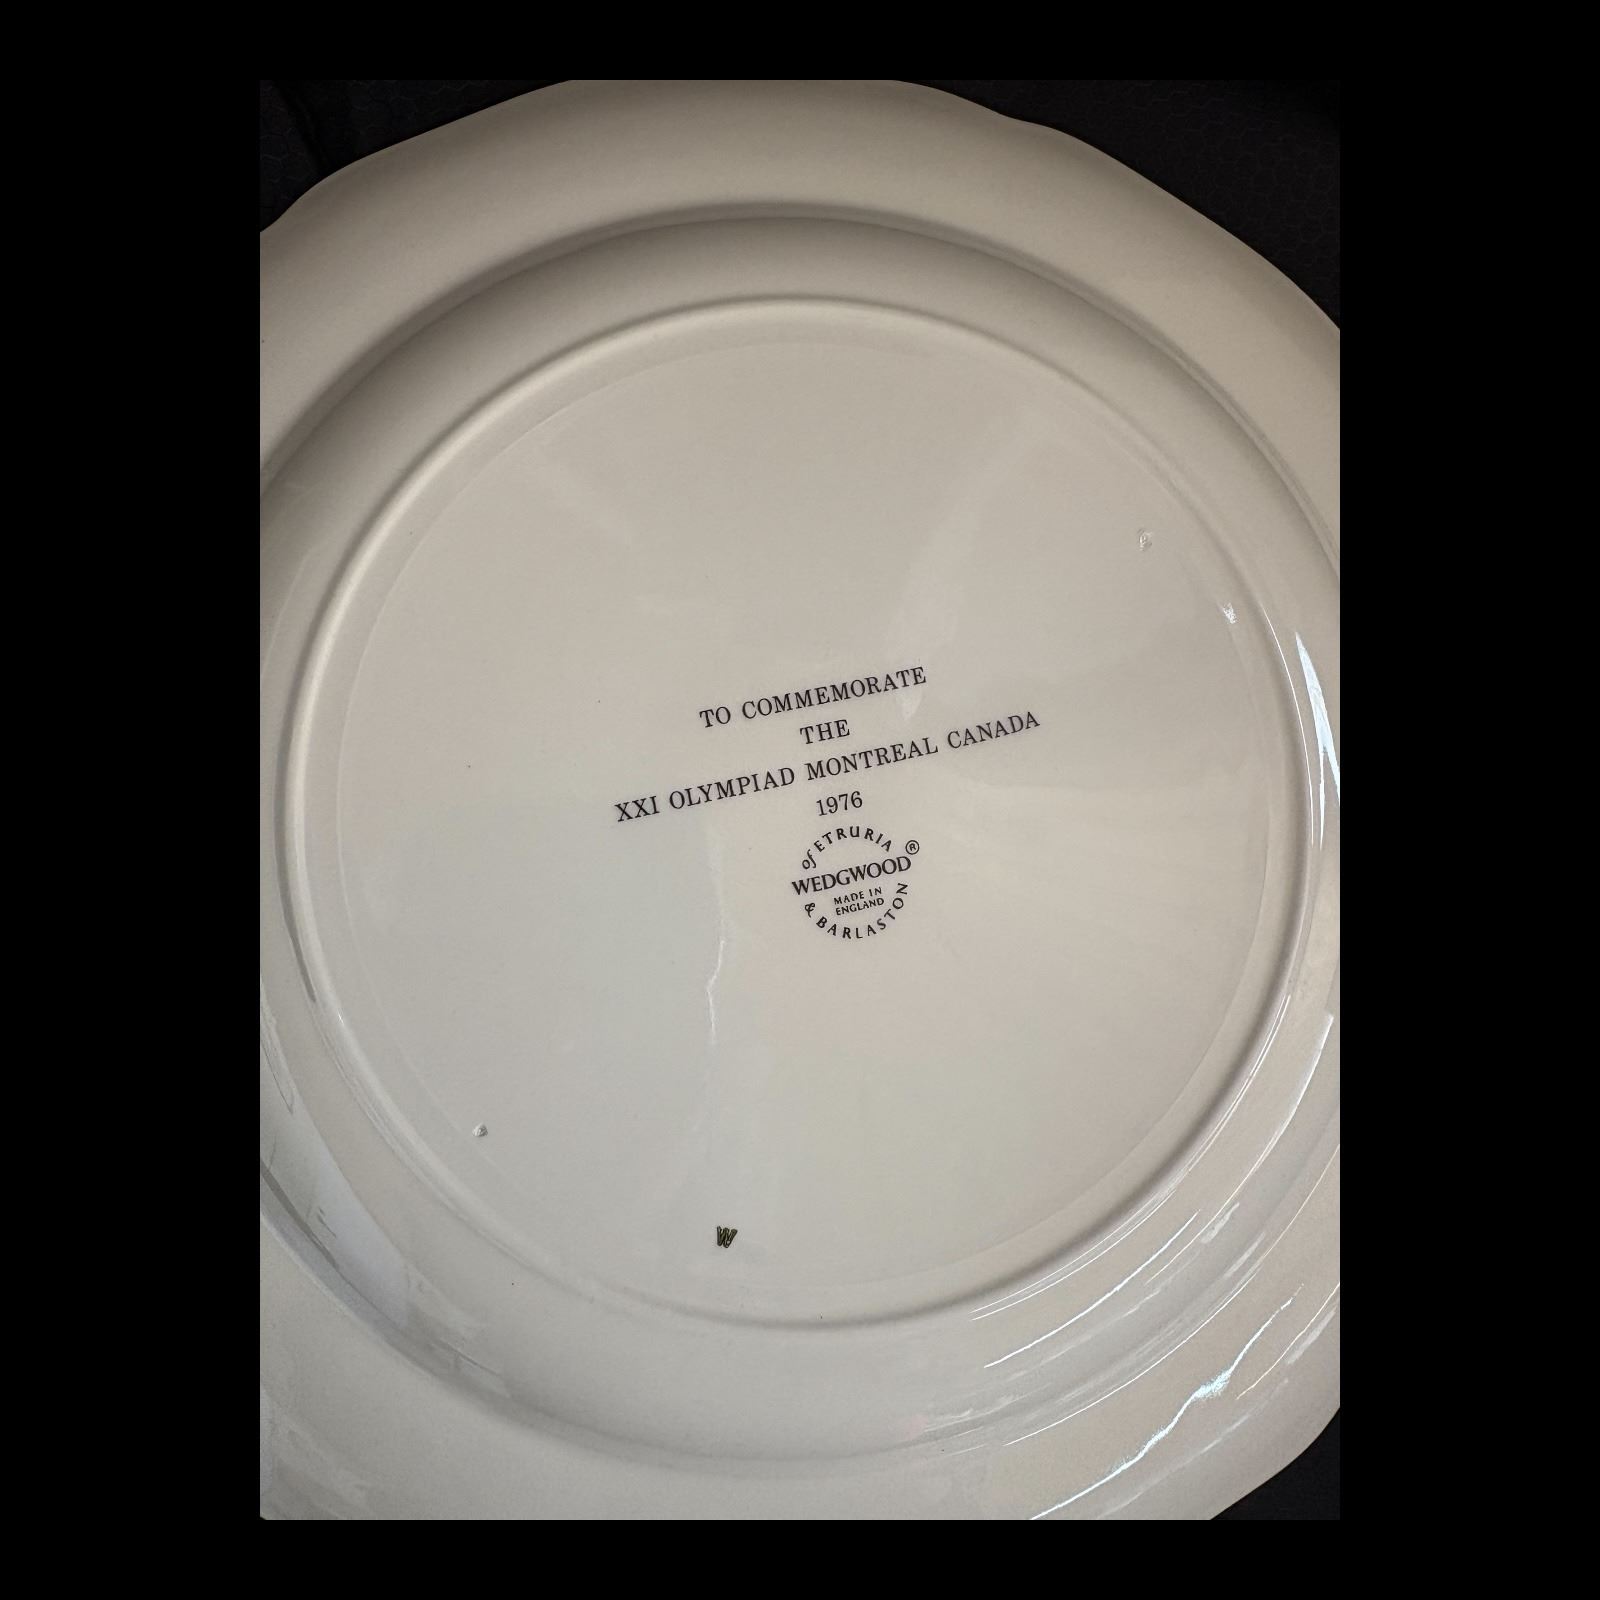 TO COMMEMORATE
THE
XXI OLYMPIAD MONTREAL CANADA
1976
of ETRURIA
WEDGWOOD®
MADE IN
ENGLAND
& BARLASTON
W